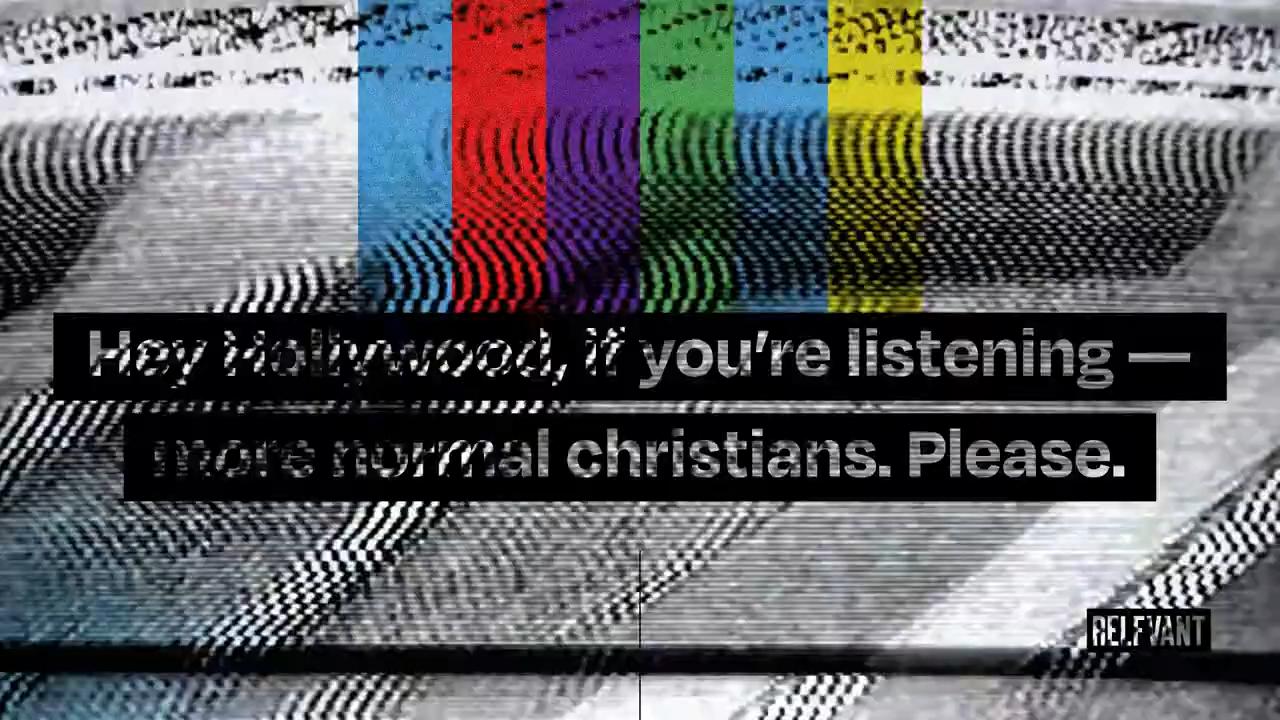 Hey Hollywood, if you're listening —
more normal christians. Please.
RELEVANT